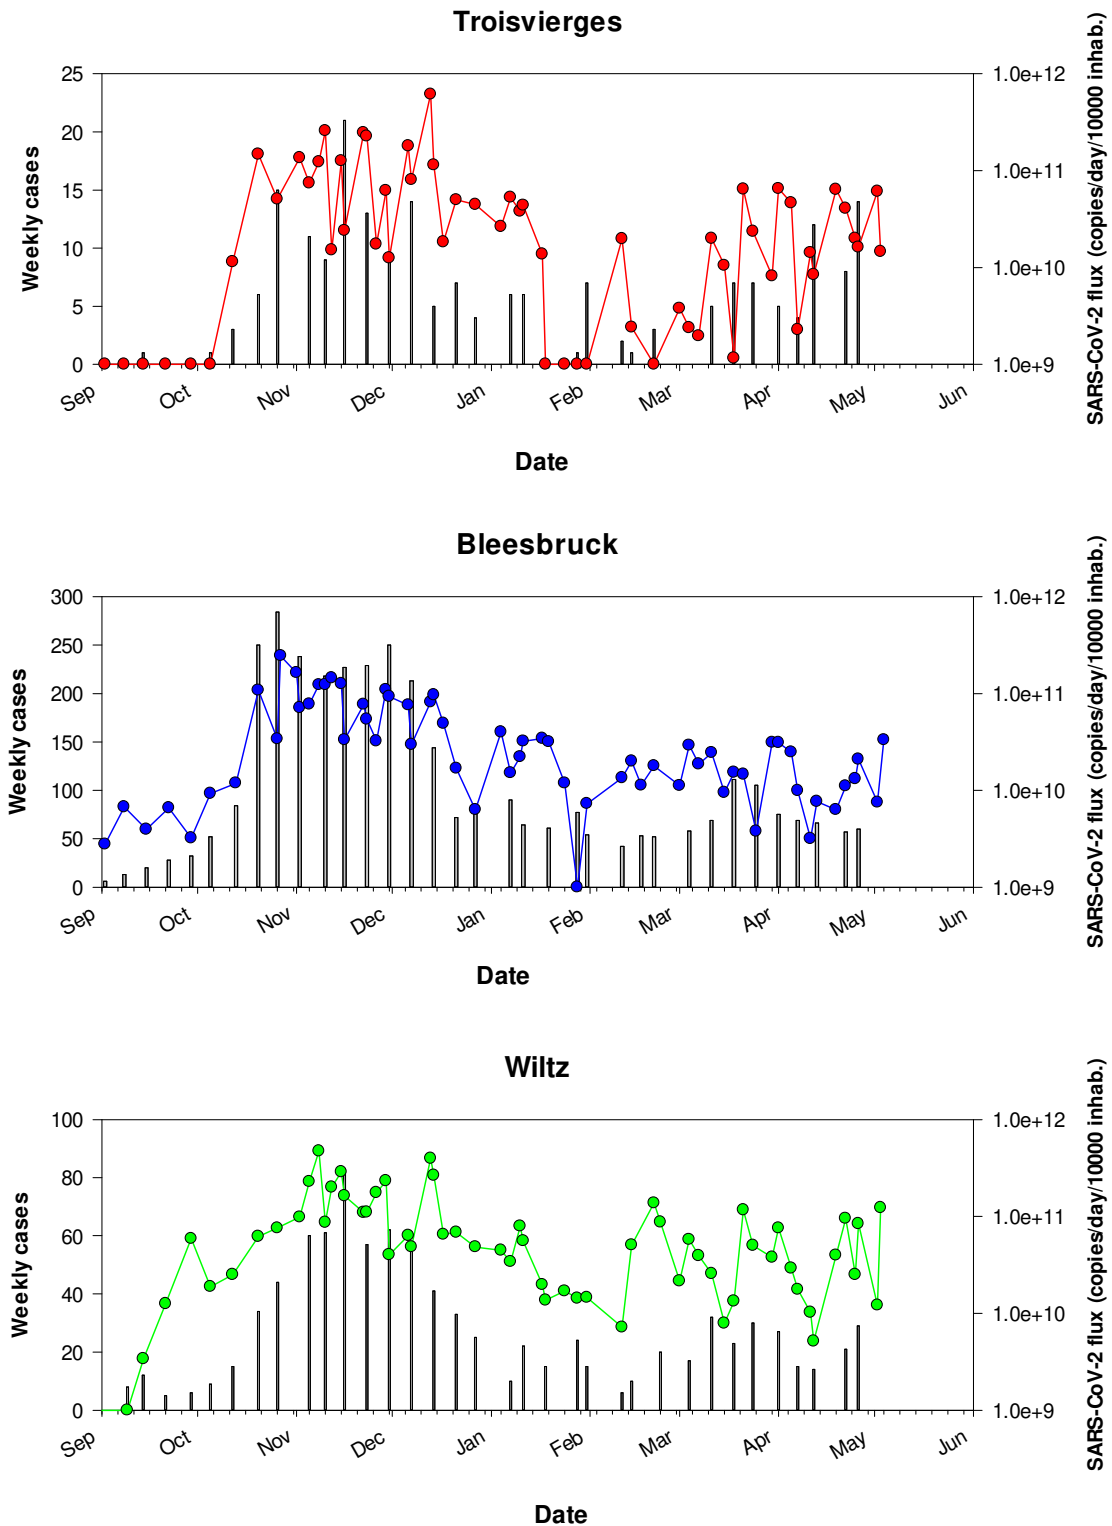 Troisvierges
25
20
15
10
5
0
Weekly cases
1.0e+12
1.0e+11
1.0e+10
1.0e+9
SARS-CoV-2 flux (copies/day/10000 inhab.)
Sep Oct Nov Dec Jan Feb Mar Apr May Jun
Date
Bleesbruck
300
250
200
150
100
50
0
Weekly cases
1.0e+12
1.0e+11
1.0e+10
1.0e+9
SARS-CoV-2 flux (copies/day/10000 inhab.)
Sep Oct Nov Dec Jan Feb Mar Apr May Jun
Date
Wiltz
100
80
60
40
20
0
Weekly cases
1.0e+12
1.0e+11
1.0e+10
1.0e+9
SARS-CoV-2 flux (copies/day/10000 inhab.)
Sep Oct Nov Dec Jan Feb Mar Apr May Jun
Date